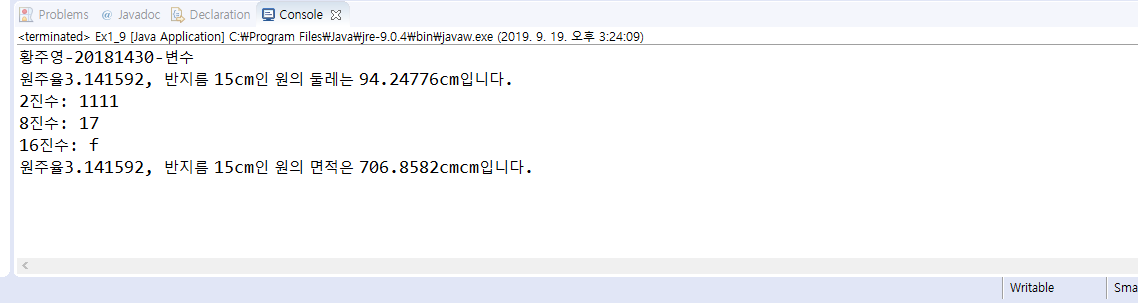 Problems @ Javadoc Declaration Console
<terminated> Ex1_9 [Java Application] C:₩Program Files₩Java₩jre-9.0.4₩bin₩javaw.exe (2019. 9. 19. 오후 3:24:09)
황주영-20181430-변수
원주율3.141592, 반지름 15cm인 원의 둘레는 94.24776cm입니다.
2진수: 1111
8진수: 17
16진수: f
원주율3.141592, 반지름 15cm인 원의 면적은 706.8582cmcm입니다.
Writable Sma